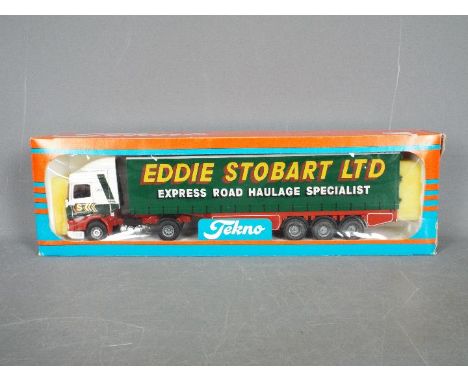 EDDIE STOBART LTD
EXPRESS ROAD HAULAGE SPECIALIST
S
Tekno